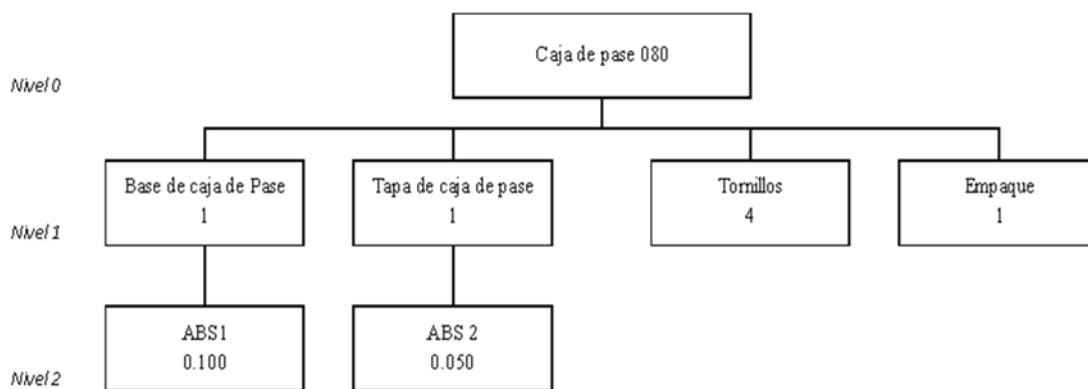 Caja de pase 080
Nivel 0
Base de caja de Pase
1
Tapa de caja de pase
1
Tornillos
4
Empaque
1
Nivel 1
ABS1
0.100
ABS 2
0.050
Nivel 2